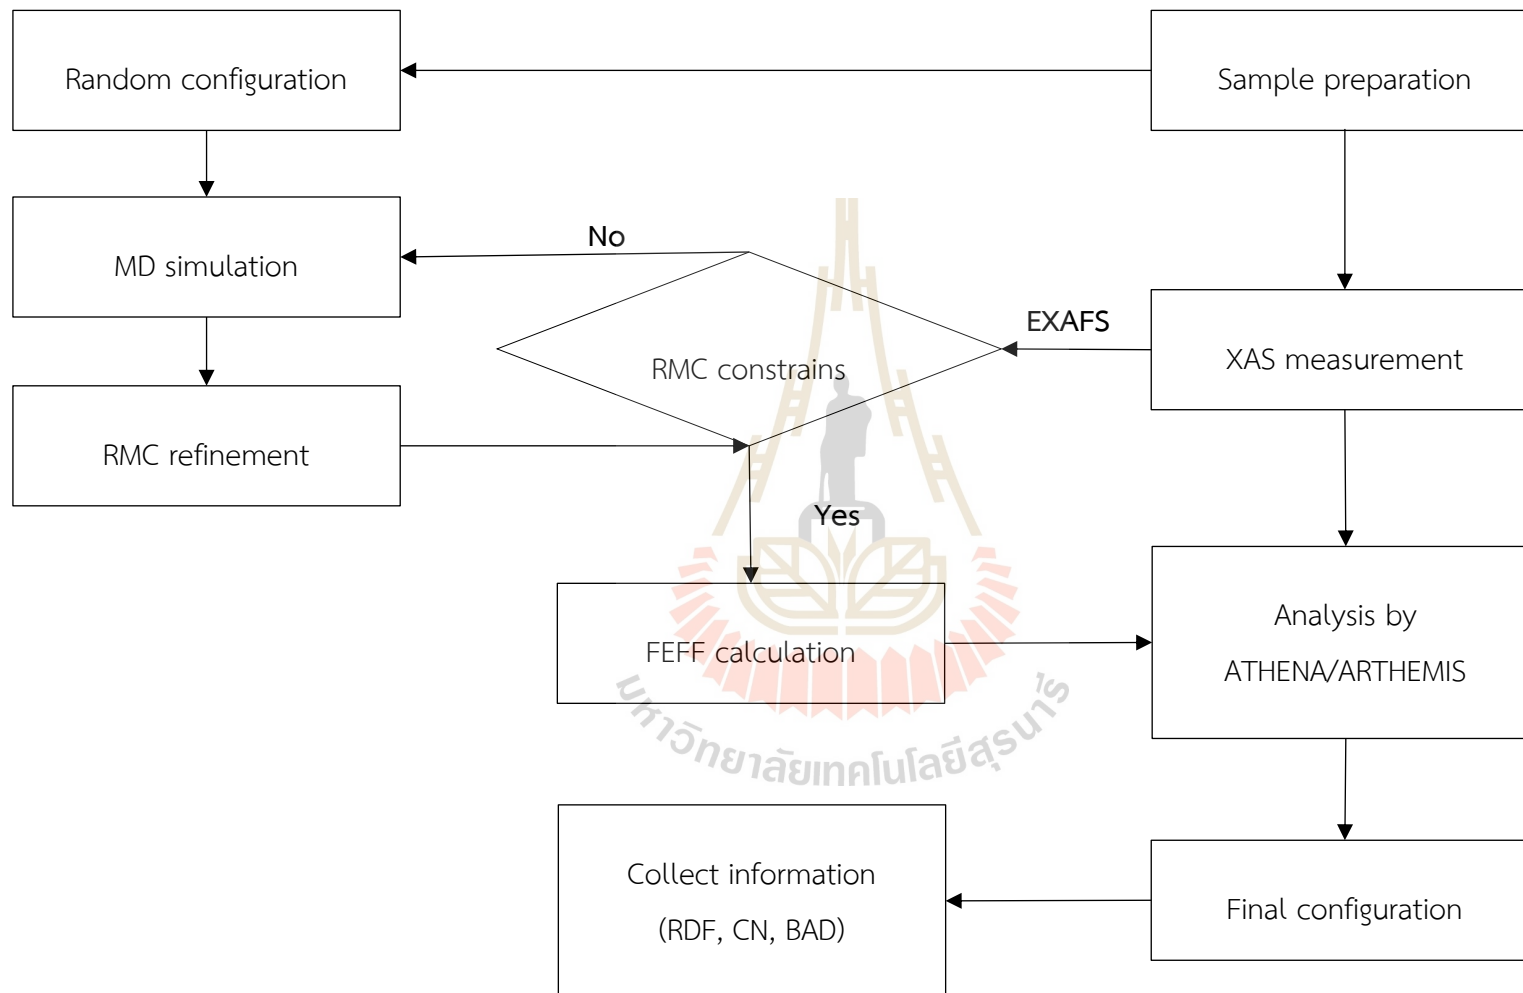 Random configuration
Sample preparation
MD simulation
No
EXAFS
RMC constrains
XAS measurement
RMC refinement
Yes
FEFF calculation
Analysis by
ATHENA/ARTHEMIS
มหาวิทยาลัยเทคโนโลยีสุรนารี
Collect information
(RDF, CN, BAD)
Final configuration